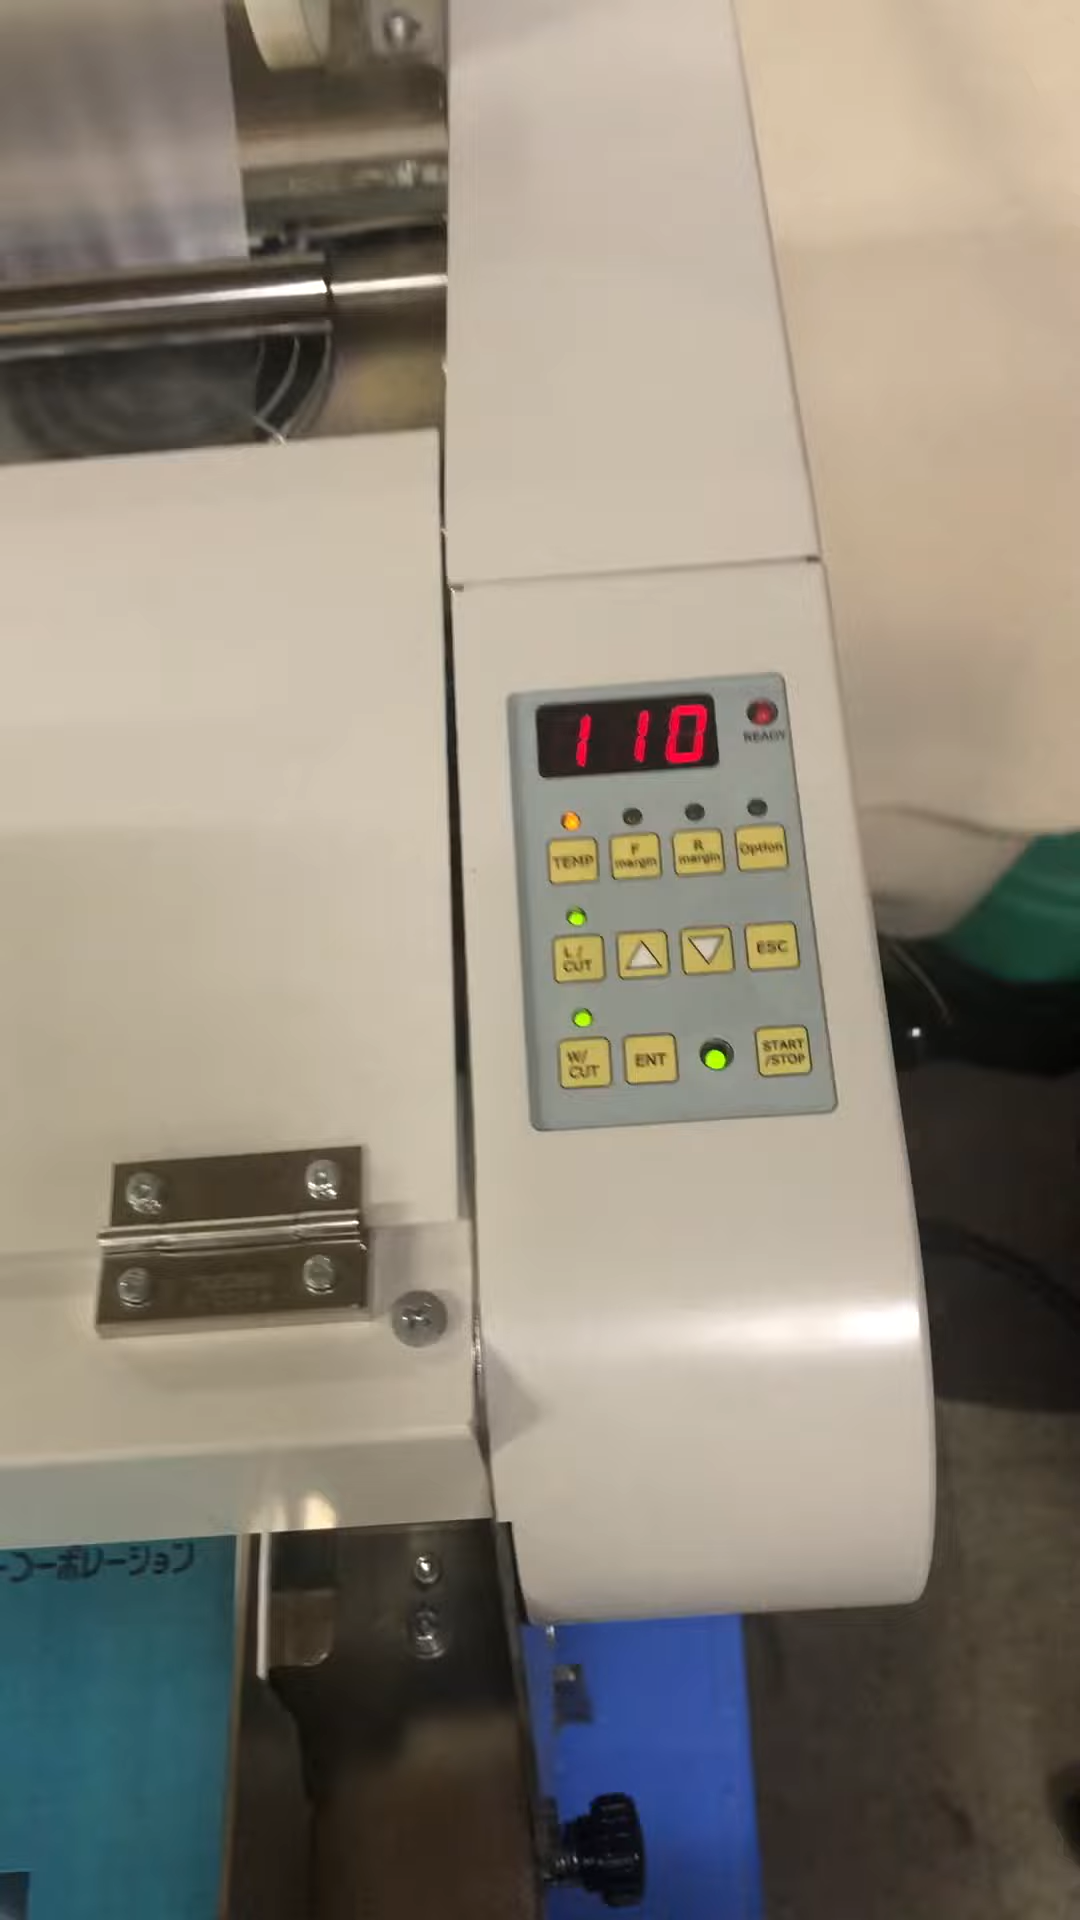 110
READY
TEMP
F
margin
R
margin
Option
L/
CUT
ESC
W/
CUT
ENT
START
/STOP
コーポレーション